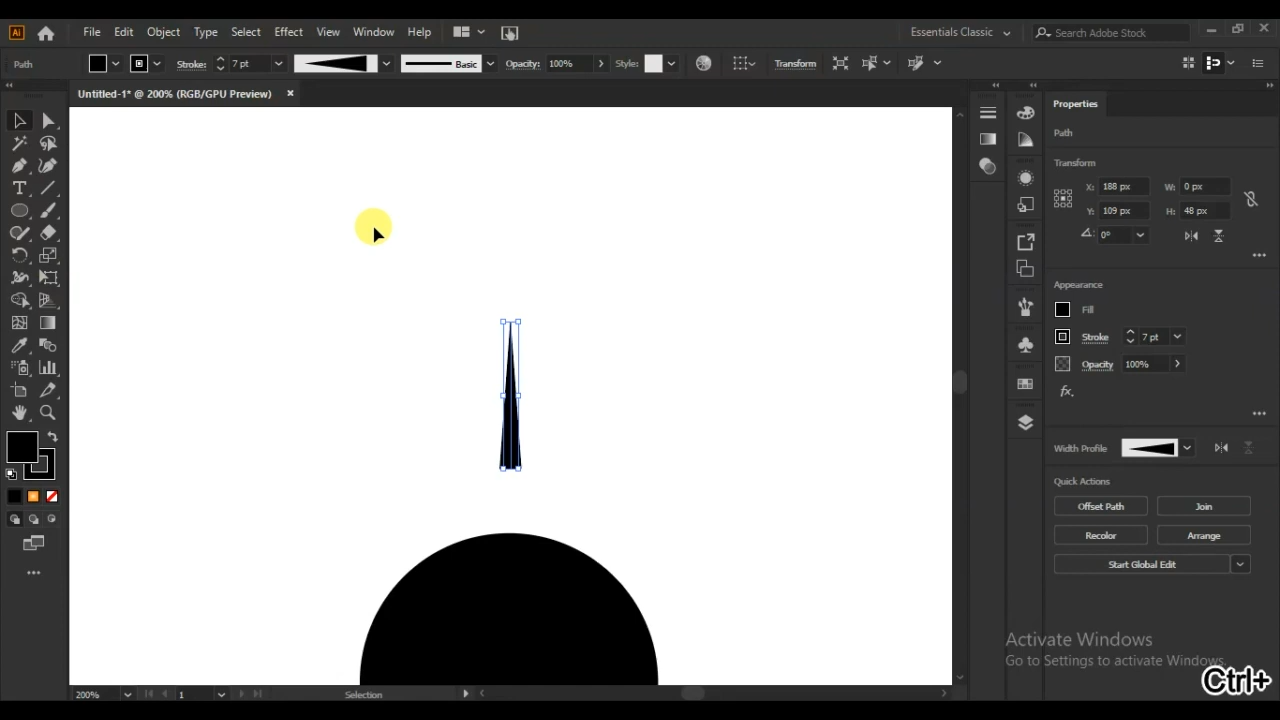 Ai File Edit Object Type Select Effect View Window Help Essentials Classic Search Adobe Stock
Path Stroke: 7 pt Basic Opacity: 100% Style: Transform
Untitled-1* @ 200% (RGB/GPU Preview) ×
Properties
Path
Transform
X: 188 px W: 0 px
Y: 109 px H: 48 px
0°
Appearance
Fill
Stroke 7 pt
Opacity 100%
fx.
Width Profile
Quick Actions
Offset Path Join
Recolor Arrange
Start Global Edit
Activate Windows
Go to Settings to activate Windows.
Ctrl+
200% 1 Selection